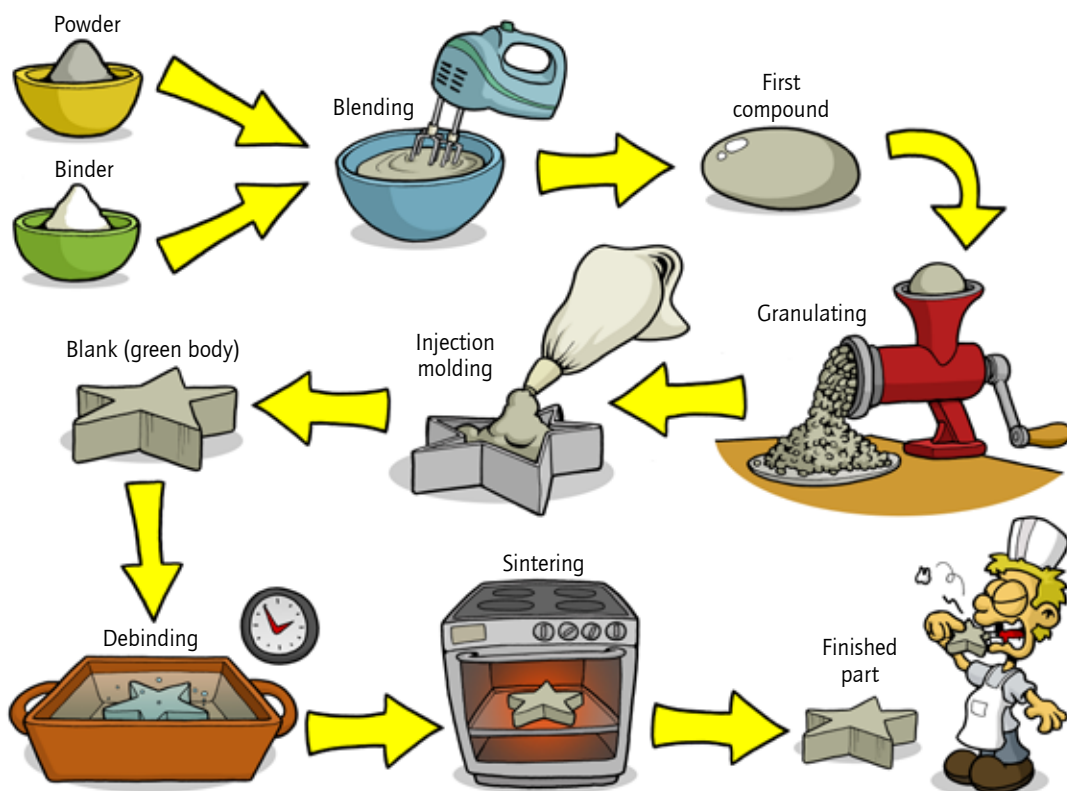 Powder
Blending
First
compound
Binder
Granulating
Injection
molding
Blank (green body)
Debinding
Sintering
Finished
part